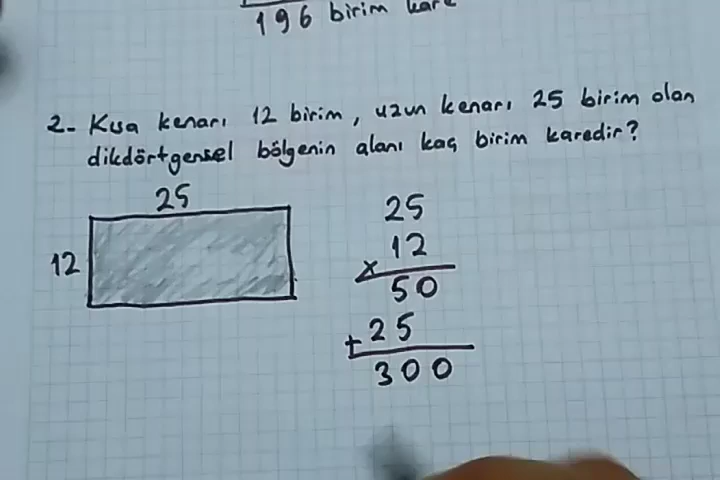 196 birim kare
2- Kısa kenarı 12 birim, uzun kenarı 25 birim olan
dikdörtgensel bölgenin alanı kaç birim karedir?
25
12
25
x 12
50
+ 25
300